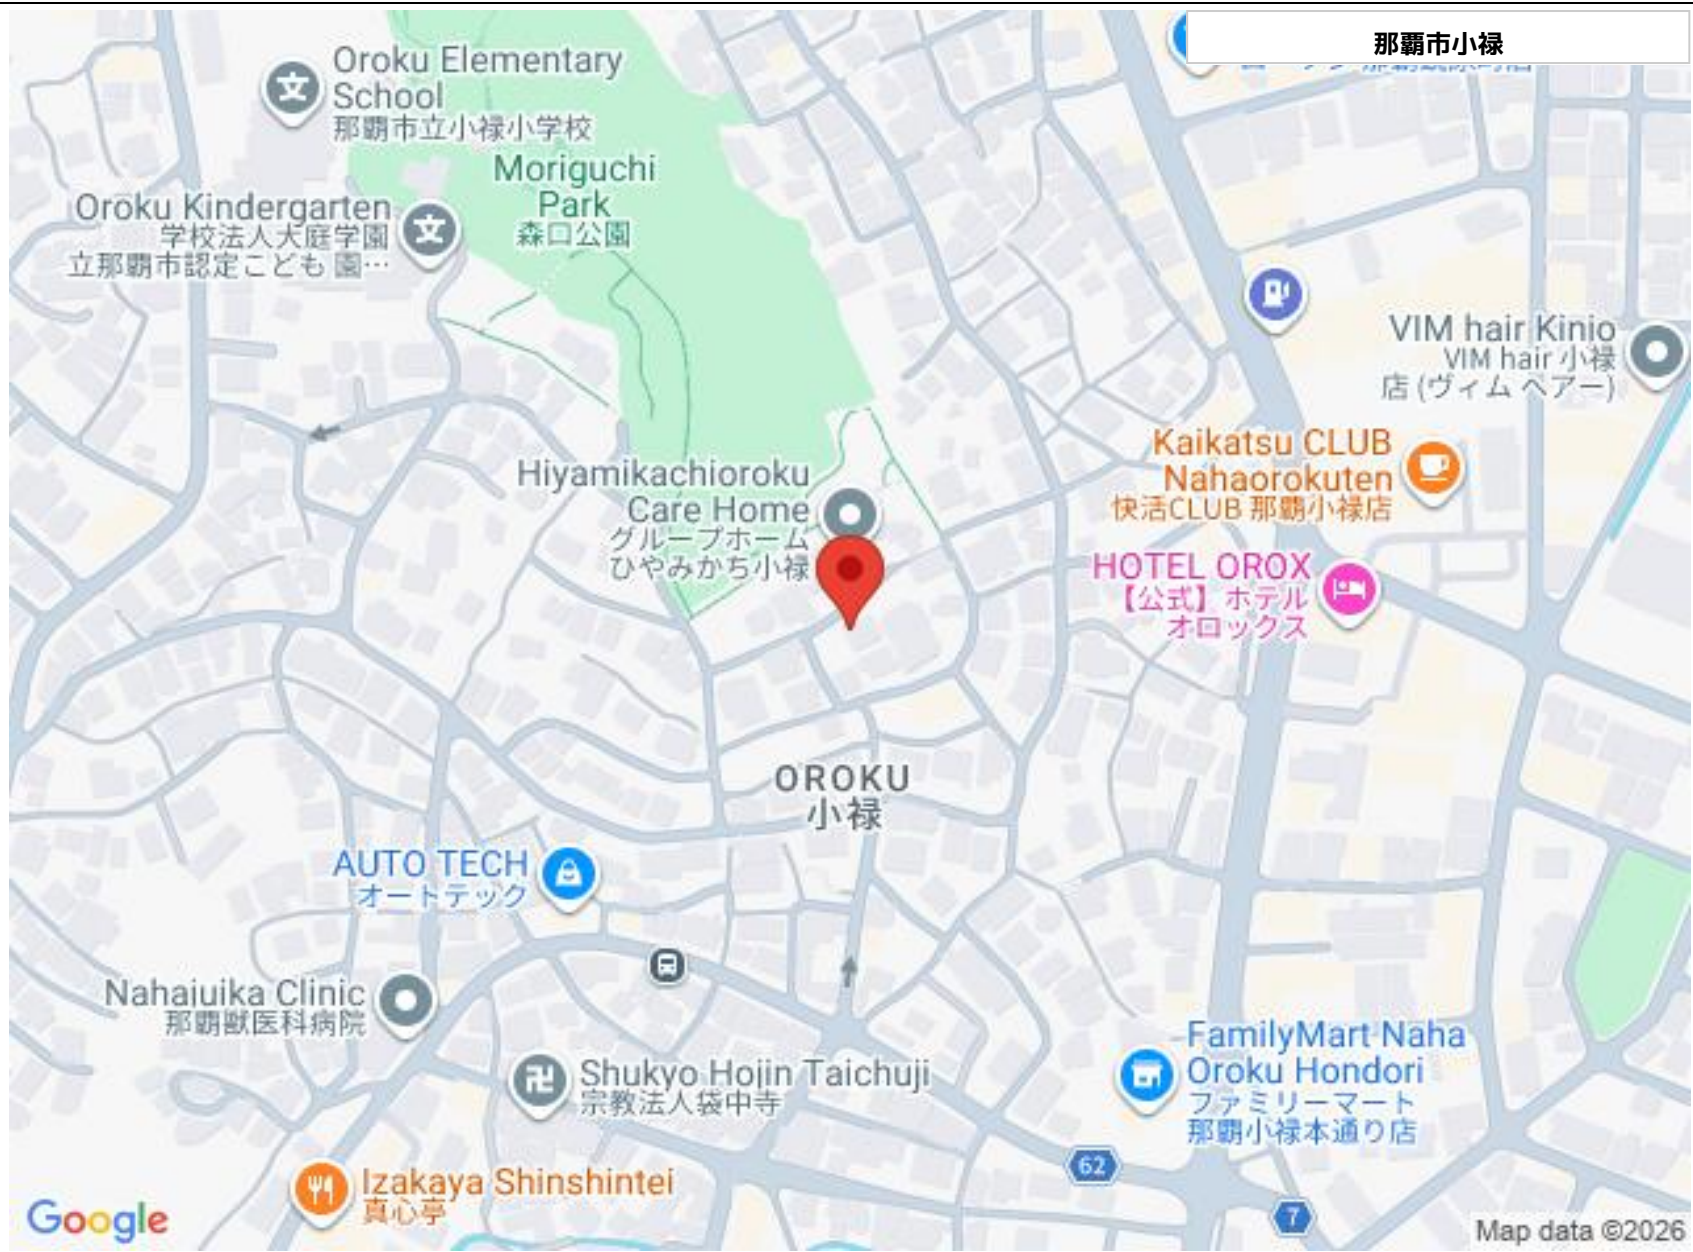 那覇市小禄
Oroku Elementary
School
那覇市立小禄小学校
Moriguchi
Park
森口公園
Oroku Kindergarten
学校法人大庭学園
立那覇市認定こども 園…
VIM hair Kinio
VIM hair 小禄
店 (ヴィム ヘアー)
Kaikatsu CLUB
Nahaorokuten
快活CLUB 那覇小禄店
Hiyamikachioroku
Care Home
グループホーム
ひやみかち小禄
HOTEL OROX
【公式】ホテル
オロックス
OROKU
小禄
AUTO TECH
オートテック
Nahajuika Clinic
那覇獣医科病院
Shukyo Hojin Taichuji
宗教法人袋中寺
FamilyMart Naha
Oroku Hondori
ファミリーマート
那覇小禄本通り店
62
Izakaya Shinshintei
真心亭
7
Google
Map data ©2026